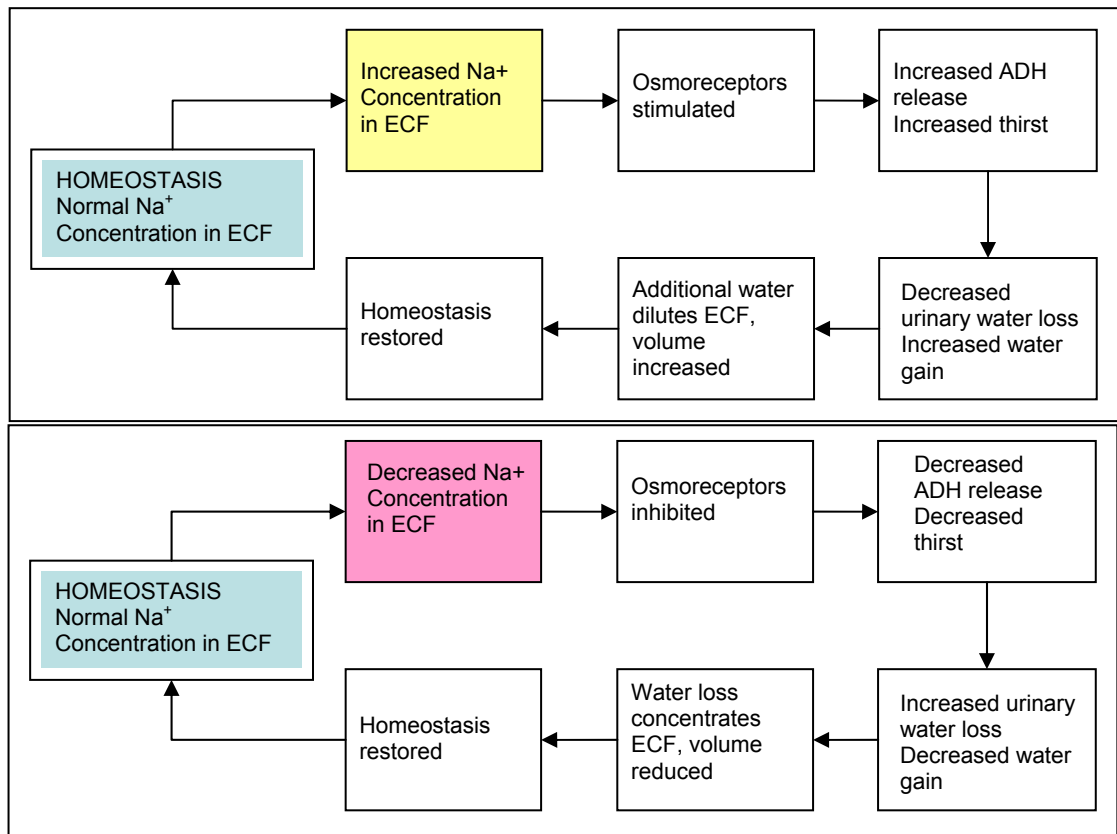 Increased Na+
Concentration
in ECF
Osmoreceptors
stimulated
Increased ADH
release
Increased thirst
HOMEOSTASIS
Normal Na⁺
Concentration in ECF
Homeostasis
restored
Additional water
dilutes ECF,
volume
increased
Decreased
urinary water loss
Increased water
gain
Decreased Na+
Concentration
in ECF
Osmoreceptors
inhibited
Decreased
ADH release
Decreased
thirst
HOMEOSTASIS
Normal Na⁺
Concentration in ECF
Homeostasis
restored
Water loss
concentrates
ECF, volume
reduced
Increased urinary
water loss
Decreased water
gain